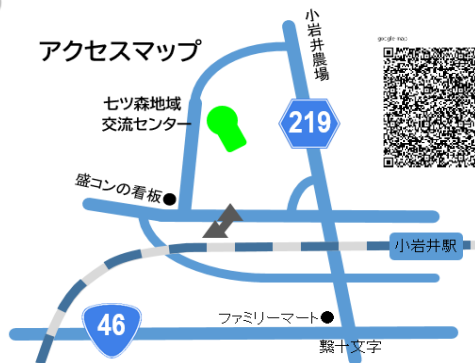 アクセスマップ
小岩井農場
google map
七ツ森地域
交流センター
219
盛コンの看板
小岩井駅
46
ファミリーマート
繋十文字